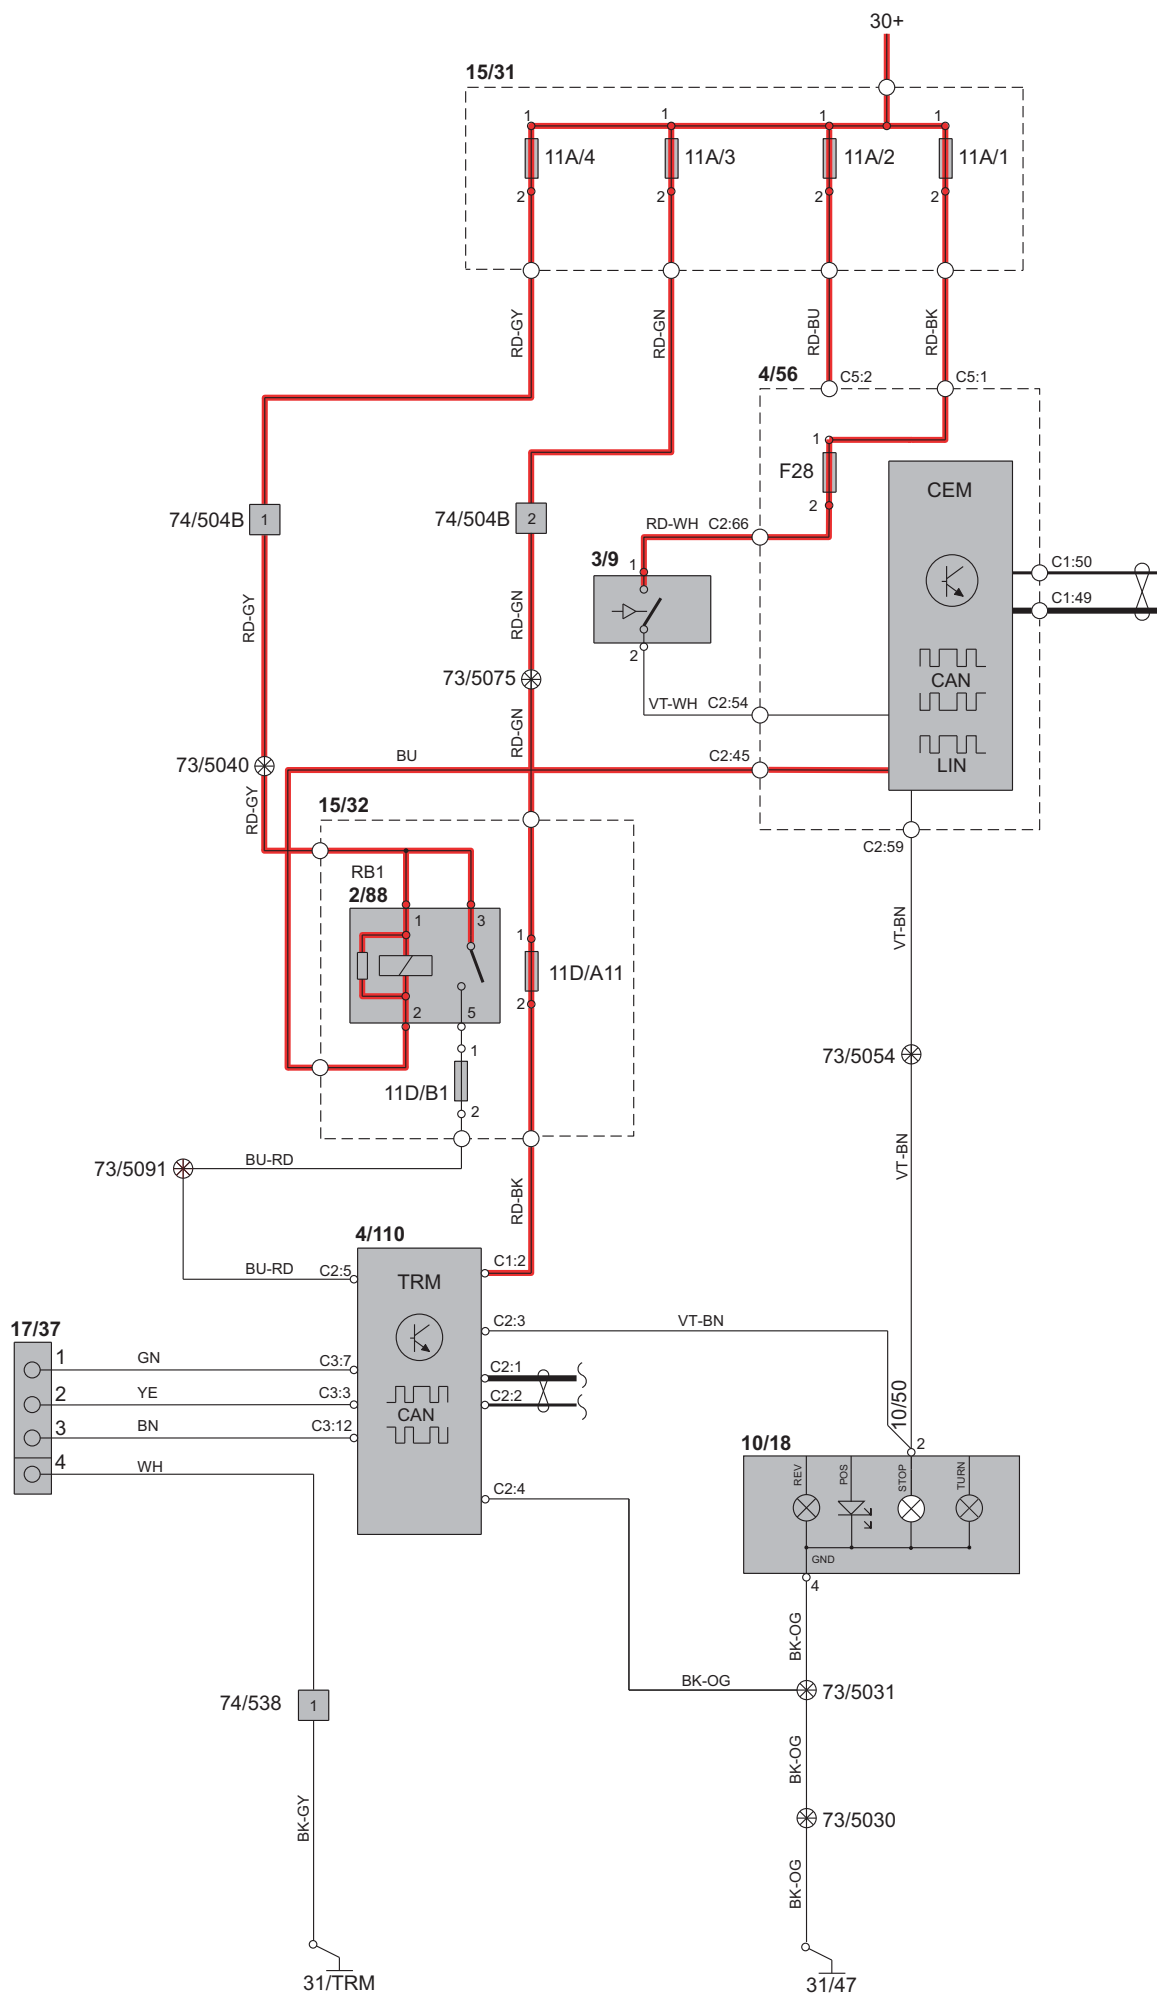 30+
15/31
1
1
1
1
11A/4
11A/3
11A/2
11A/1
2
2
2
2
RD-GY
RD-GN
RD-BU
RD-BK
4/56
C5:2
C5:1
1
F28
2
CEM
74/504B
1
74/504B
2
RD-WH
C2:66
3/9
1
C1:50
C1:49
RD-GY
RD-GN
2
CAN
73/5075
VT-WH
C2:54
RD-GN
73/5040
BU
C2:45
LIN
RD-GY
15/32
C2:59
RB1
2/88
1
3
VT-BN
1
11D/A11
2
2
5
1
73/5054
11D/B1
2
73/5091
BU-RD
VT-BN
RD-BK
4/110
C1:2
BU-RD
C2:5
TRM
17/37
C2:3
VT-BN
1
GN
C3:7
C2:1
2
YE
C3:3
C2:2
CAN
10/50
3
BN
C3:12
10/18
2
4
WH
REV
POS
STOP
TURN
C2:4
GND
4
BK-OG
BK-OG
73/5031
74/538
1
BK-OG
BK-GY
73/5030
BK-OG
31/TRM
31/47